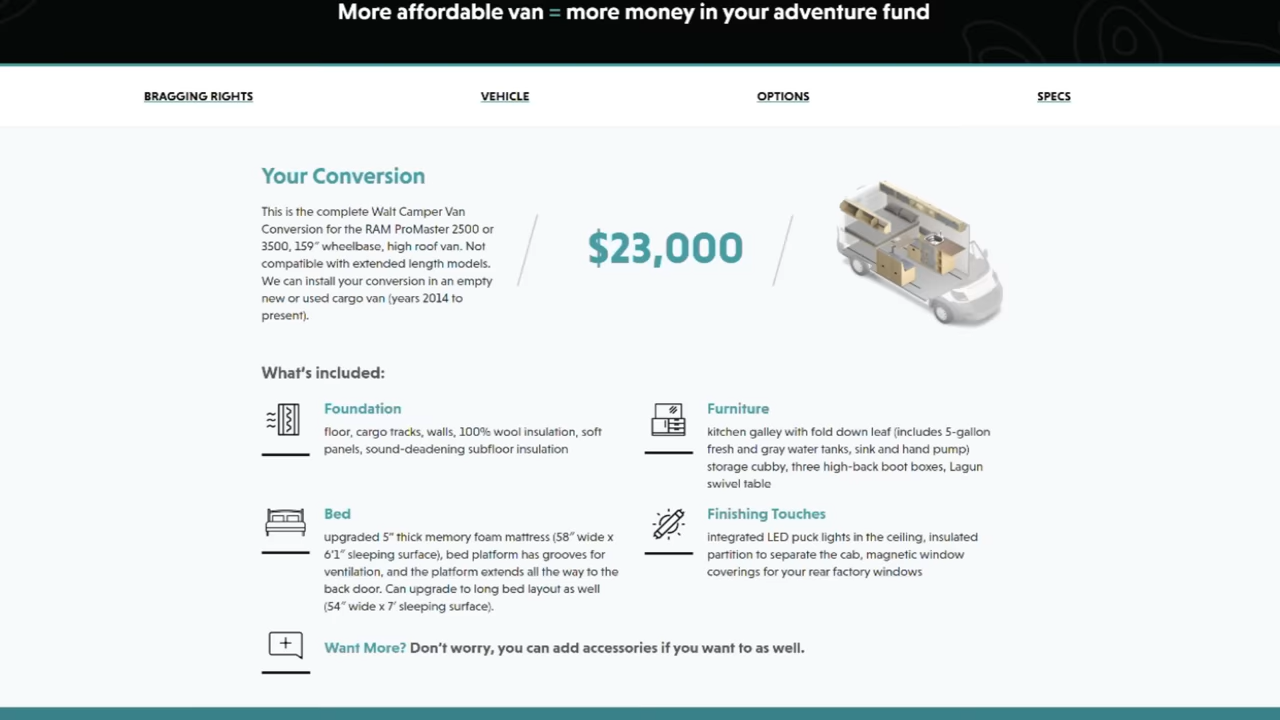 More affordable van = more money in your adventure fund
BRAGGING RIGHTS
VEHICLE
OPTIONS
SPECS
Your Conversion
This is the complete Walt Camper Van
Conversion for the RAM ProMaster 2500 or
3500, 159″ wheelbase, high roof van. Not
compatible with extended length models.
We can install your conversion in an empty
new or used cargo van (years 2014 to
present).
$23,000
What's included:
Foundation
floor, cargo tracks, walls, 100% wool insulation, soft
panels, sound-deadening subfloor insulation
Furniture
kitchen galley with fold down leaf (includes 5-gallon
fresh and gray water tanks, sink and hand pump)
storage cubby, three high-back boot boxes, Lagun
swivel table
Bed
upgraded 5" thick memory foam mattress (58″ wide x
6'1″ sleeping surface), bed platform has grooves for
ventilation, and the platform extends all the way to the
back door. Can upgrade to long bed layout as well
(54″ wide x 7′ sleeping surface).
Finishing Touches
integrated LED puck lights in the ceiling, insulated
partition to separate the cab, magnetic window
coverings for your rear factory windows
Want More? Don't worry, you can add accessories if you want to as well.